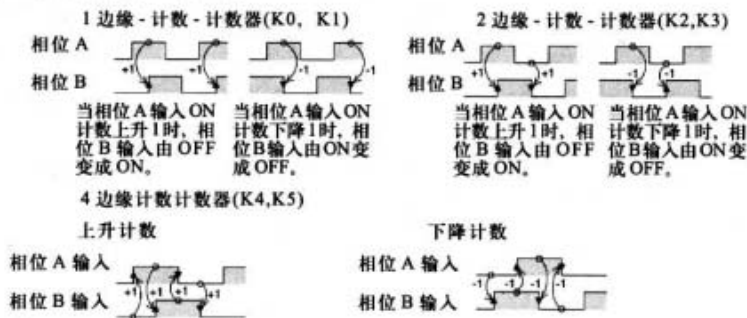 1 边缘 - 计数 - 计数器(K0, K1)
相位 A
+1
+1
-1
-1
相位 B
当相位A输入ON
计数上升1时, 相
位B 输入由 OFF
变成ON。
当相位A输入ON
计数下降1时, 相
位B输入由ON变
成OFF。
2 边缘 - 计数 - 计数器(K2,K3)
相位 A
+1
+1
-1
-1
相位 B
当相位A输入ON
计数上升1时, 相
位B 输入由 OFF
变成ON。
当相位A输入ON
计数下降1时, 相
位B输入由ON变
成OFF。
4 边缘计数计数器(K4,K5)
上升计数
相位 A 输入
+1
+1
+1
+1
相位 B 输入
下降计数
相位 A 输入
-1
-1
-1
-1
相位 B 输入